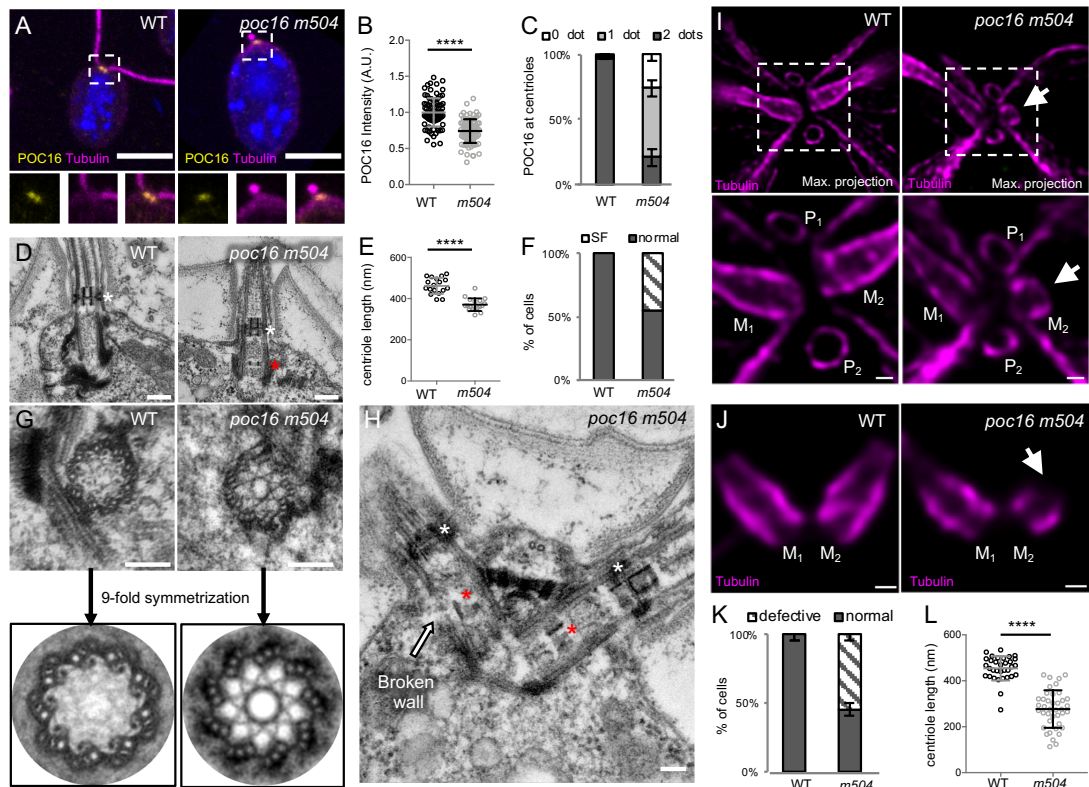 A
WT
poc16 m504
POC16 Tubulin
POC16 Tubulin
B
****
POC16 Intensity (A.U.)
2.0
1.5
1.0
0.5
0.0
WT
m504
C
0 dot
1 dot
2 dots
POC16 at centrioles
100%
50%
0%
WT
m504
D
WT
*
poc16 m504
*
*
E
****
centriole length (nm)
600
400
200
0
WT
m504
F
SF
normal
% of cells
100%
50%
0%
WT
m504
G
WT
poc16 m504
9-fold symmetrization
H
poc16 m504
*
*
*
*
Broken
wall
I
WT
poc16 m504
Tubulin
Max. projection
Tubulin
Max. projection
P1
M2
M1
P2
P1
M1
M2
P2
J
WT
poc16 m504
M1 M2
M1 M2
Tubulin
Tubulin
K
defective
normal
% of cells
100%
50%
0%
WT
m504
L
****
centriole length (nm)
600
400
200
0
WT
m504